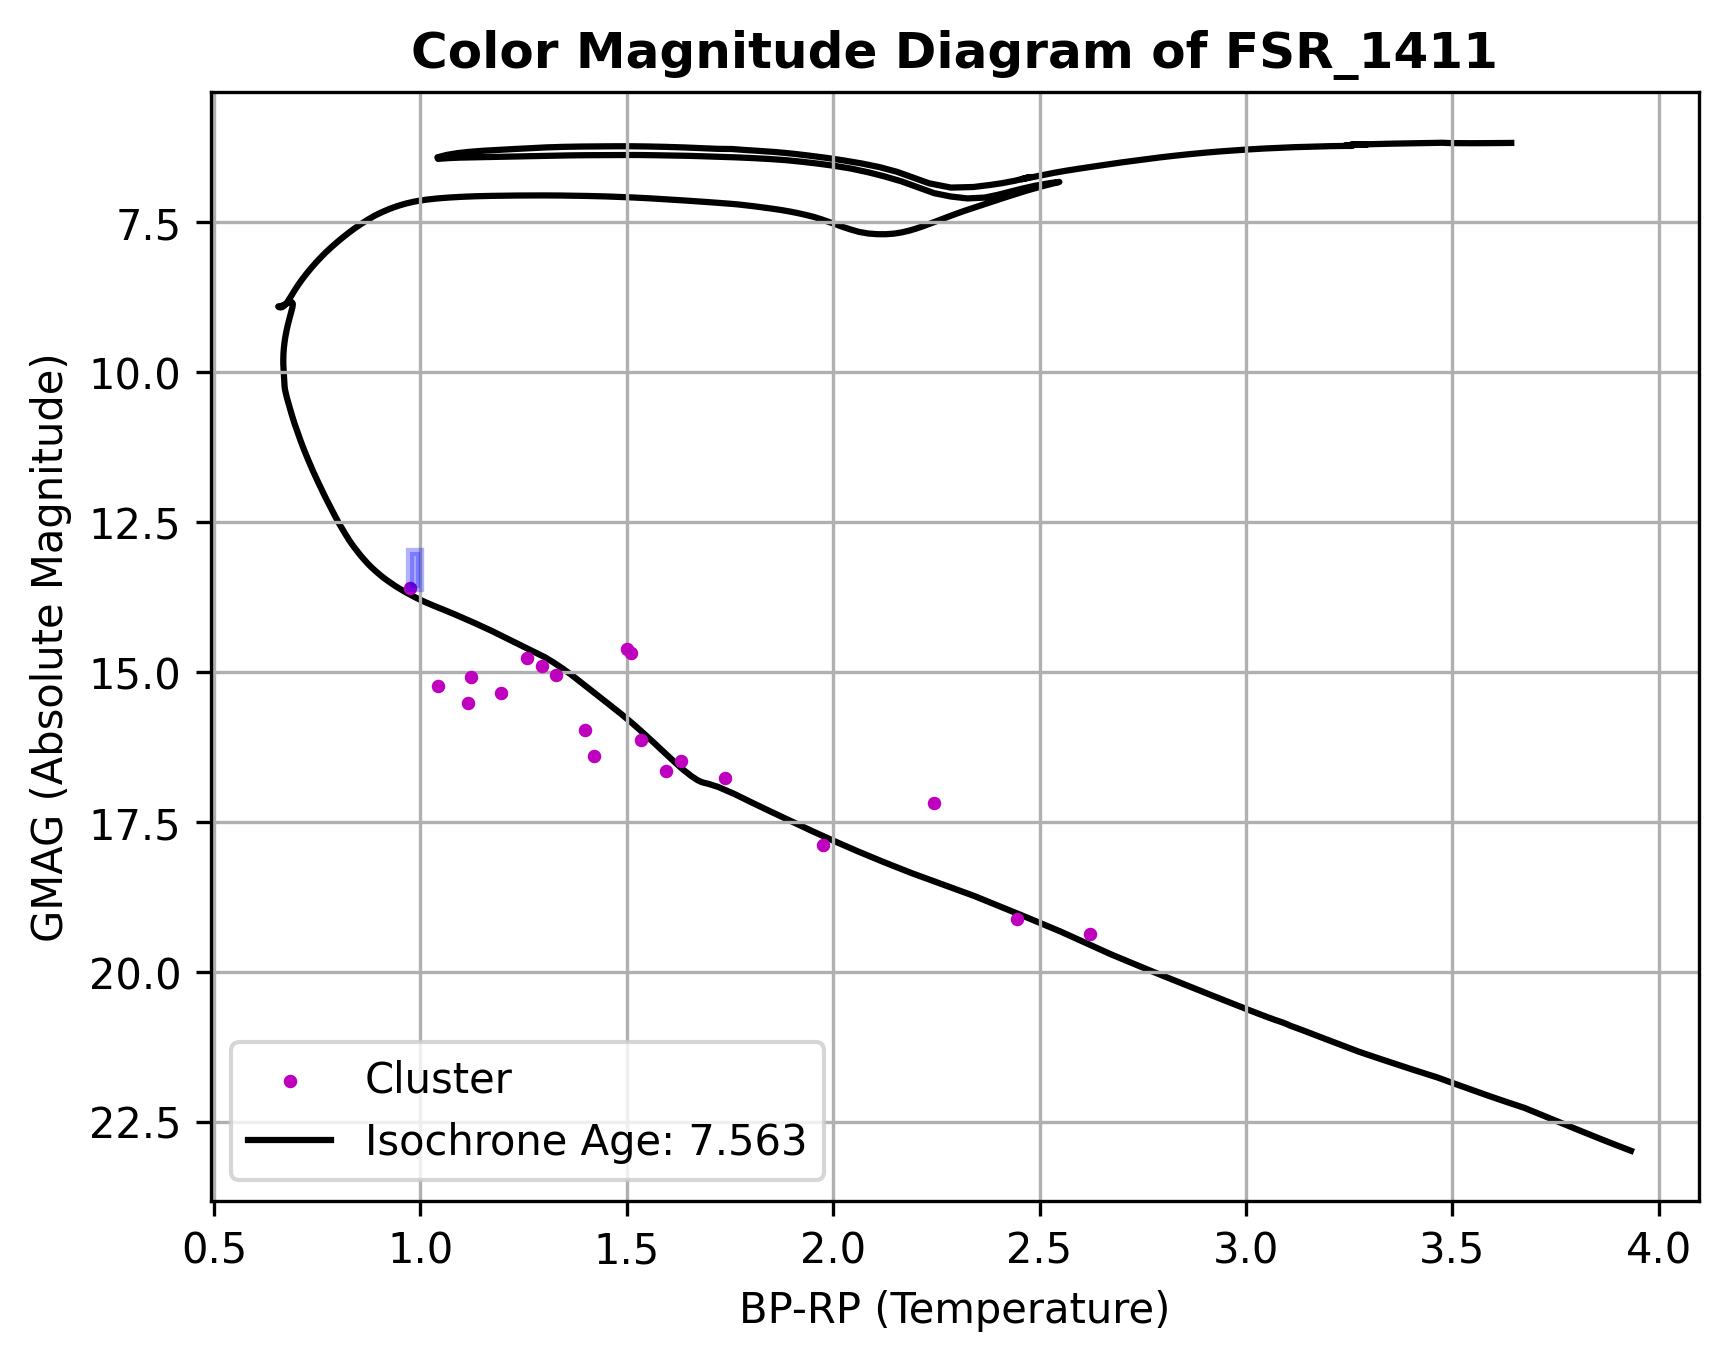 Color Magnitude Diagram of FSR_1411
GMAG (Absolute Magnitude)
7.5
10.0
12.5
15.0
17.5
20.0
22.5
Cluster
Isochrone Age: 7.563
0.5 1.0 1.5 2.0 2.5 3.0 3.5 4.0
BP-RP (Temperature)